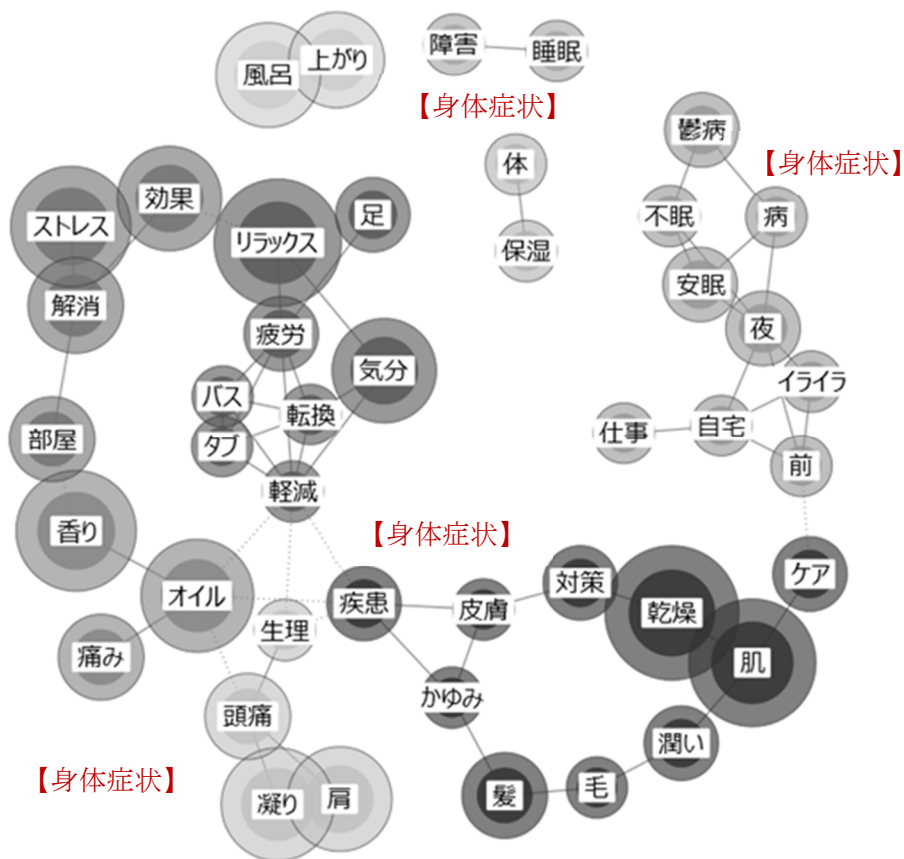 上がり
風呂
障害
睡眠
【身体症状】
鬱病
【身体症状】
体
不眠
病
保湿
ストレス
効果
リラックス
足
安眠
解消
疲労
夜
気分
バス
転換
イライラ
タブ
仕事
自宅
部屋
前
軽減
香り
【身体症状】
オイル
疾患
皮膚
対策
乾燥
ケア
生理
痛み
肌
かゆみ
頭痛
潤い
【身体症状】
凝り
肩
髪
毛